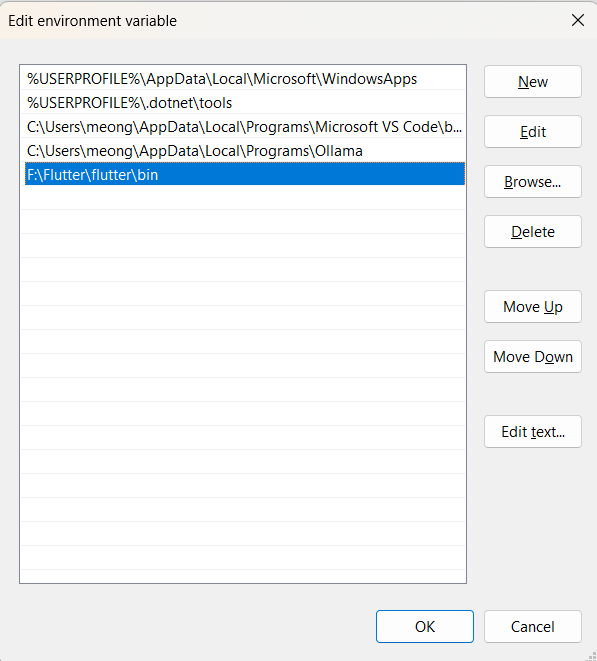 Edit environment variable
%USERPROFILE%\AppData\Local\Microsoft\WindowsApps
%USERPROFILE%\.dotnet\tools
C:\Users\meong\AppData\Local\Programs\Microsoft VS Code\b...
C:\Users\meong\AppData\Local\Programs\Ollama
F:\Flutter\flutter\bin
New
Edit
Browse...
Delete
Move Up
Move Down
Edit text...
OK
Cancel